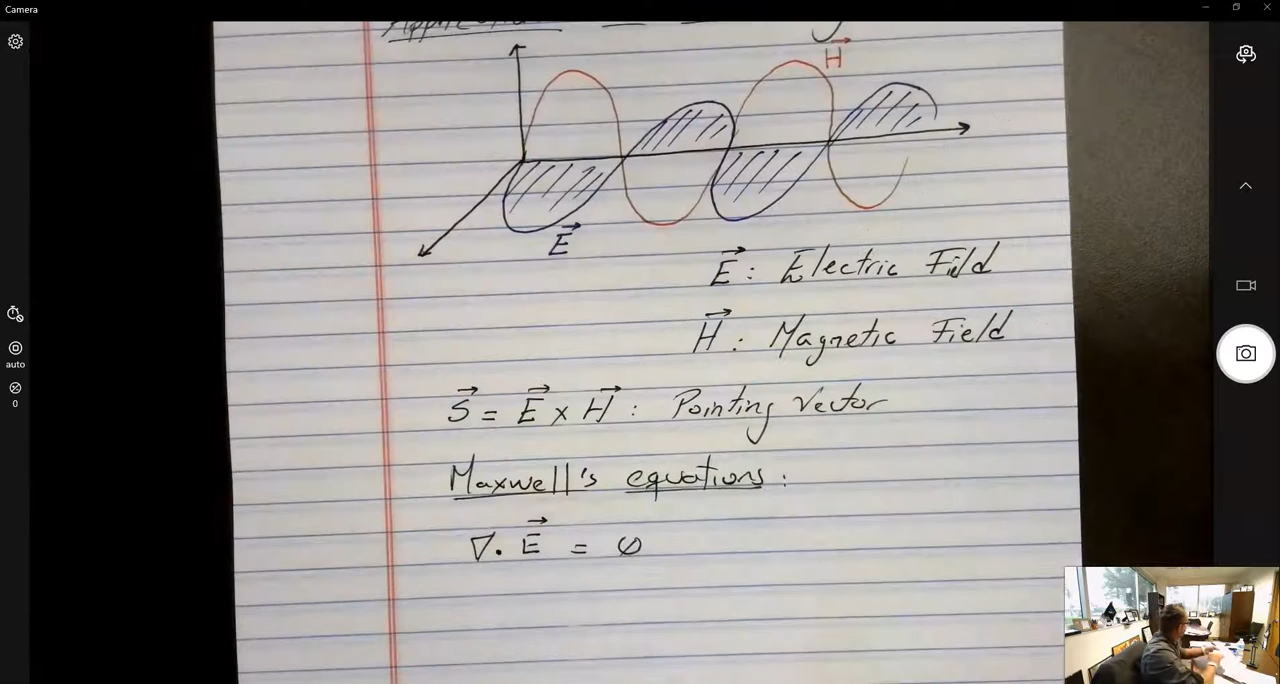 Camera
H
E
E : Electric Field
H : Magnetic Field
auto
S = E x H : Pointing Vector
0
Maxwell's equations :
∇. E = 0